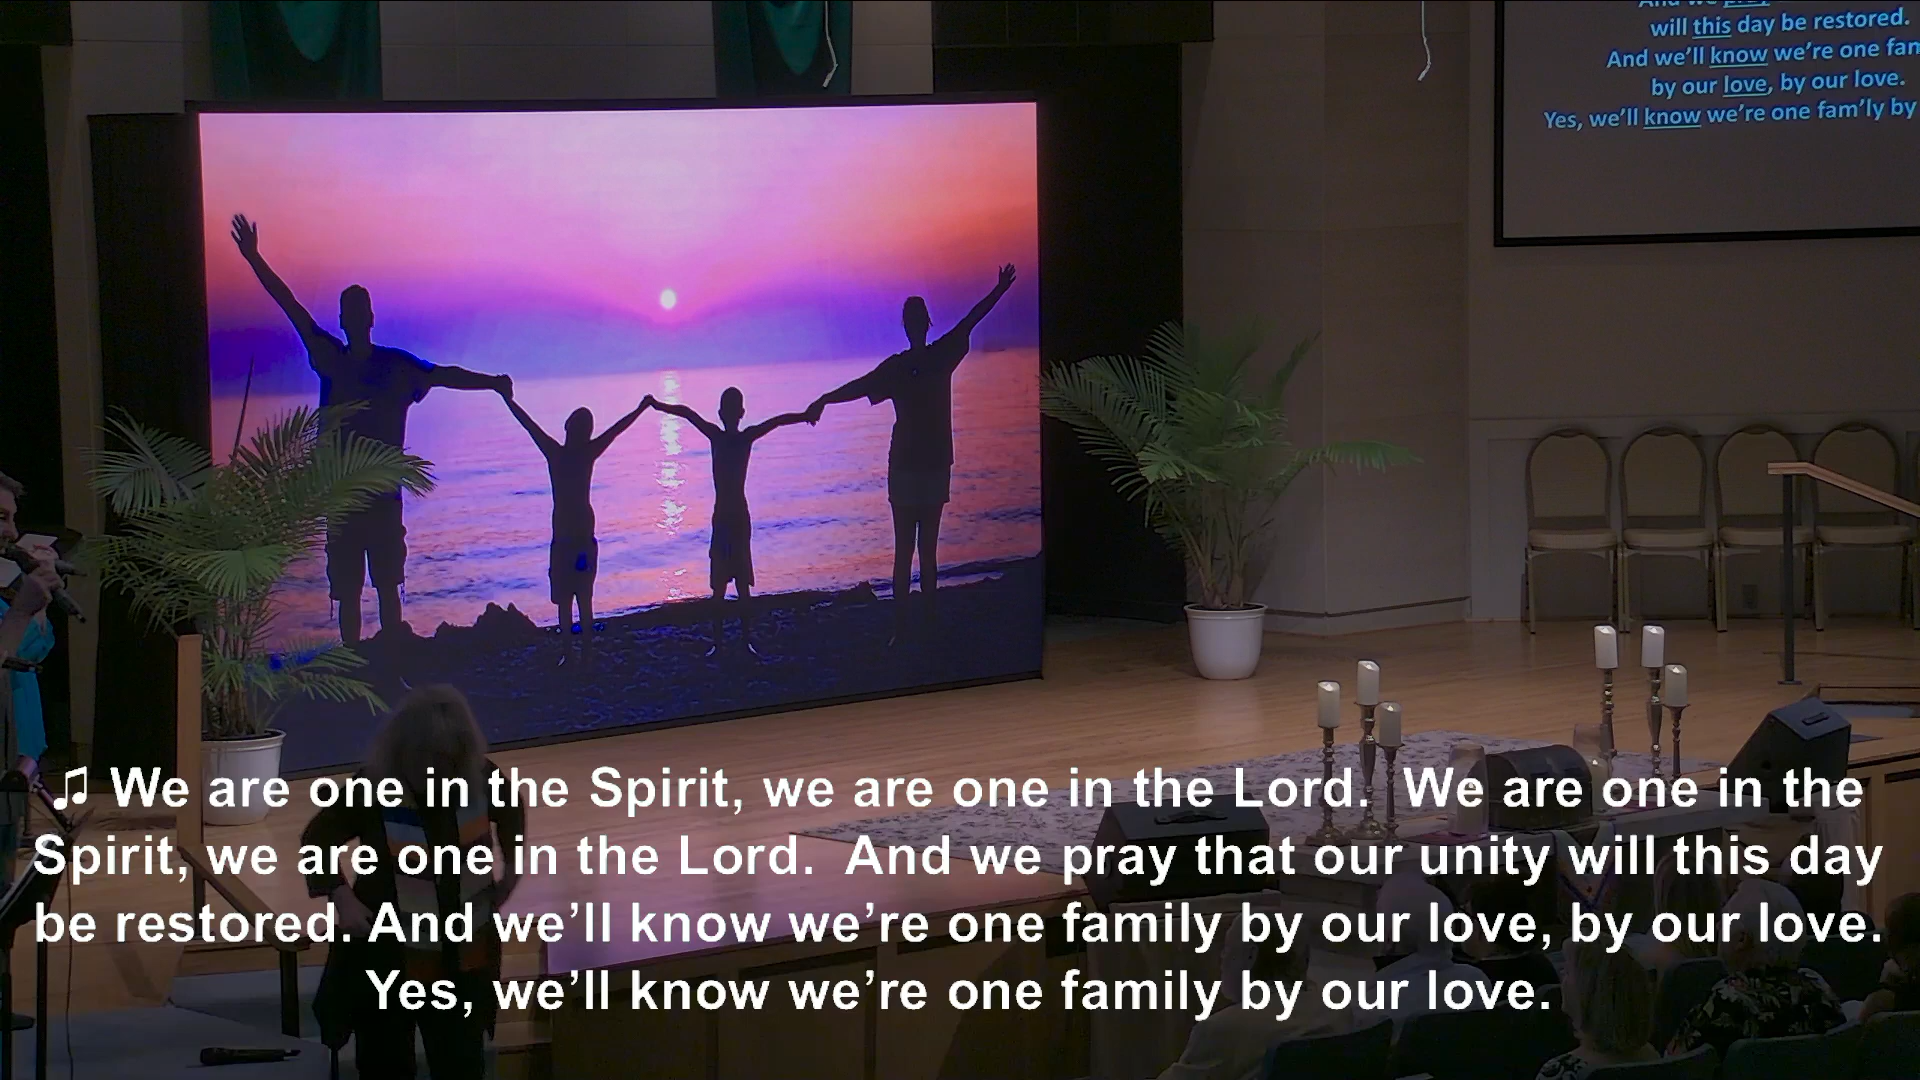 And we pray
will this day be restored.
And we'll know we're one
by our love, by our love.
Yes, we'll know we're one fam'ly by
♫ We are one in the Spirit, we are one in the Lord. We are one in the
Spirit, we are one in the Lord. And we pray that our unity will this day
be restored. And we’ll know we’re one family by our love, by our love.
Yes, we’ll know we’re one family by our love.